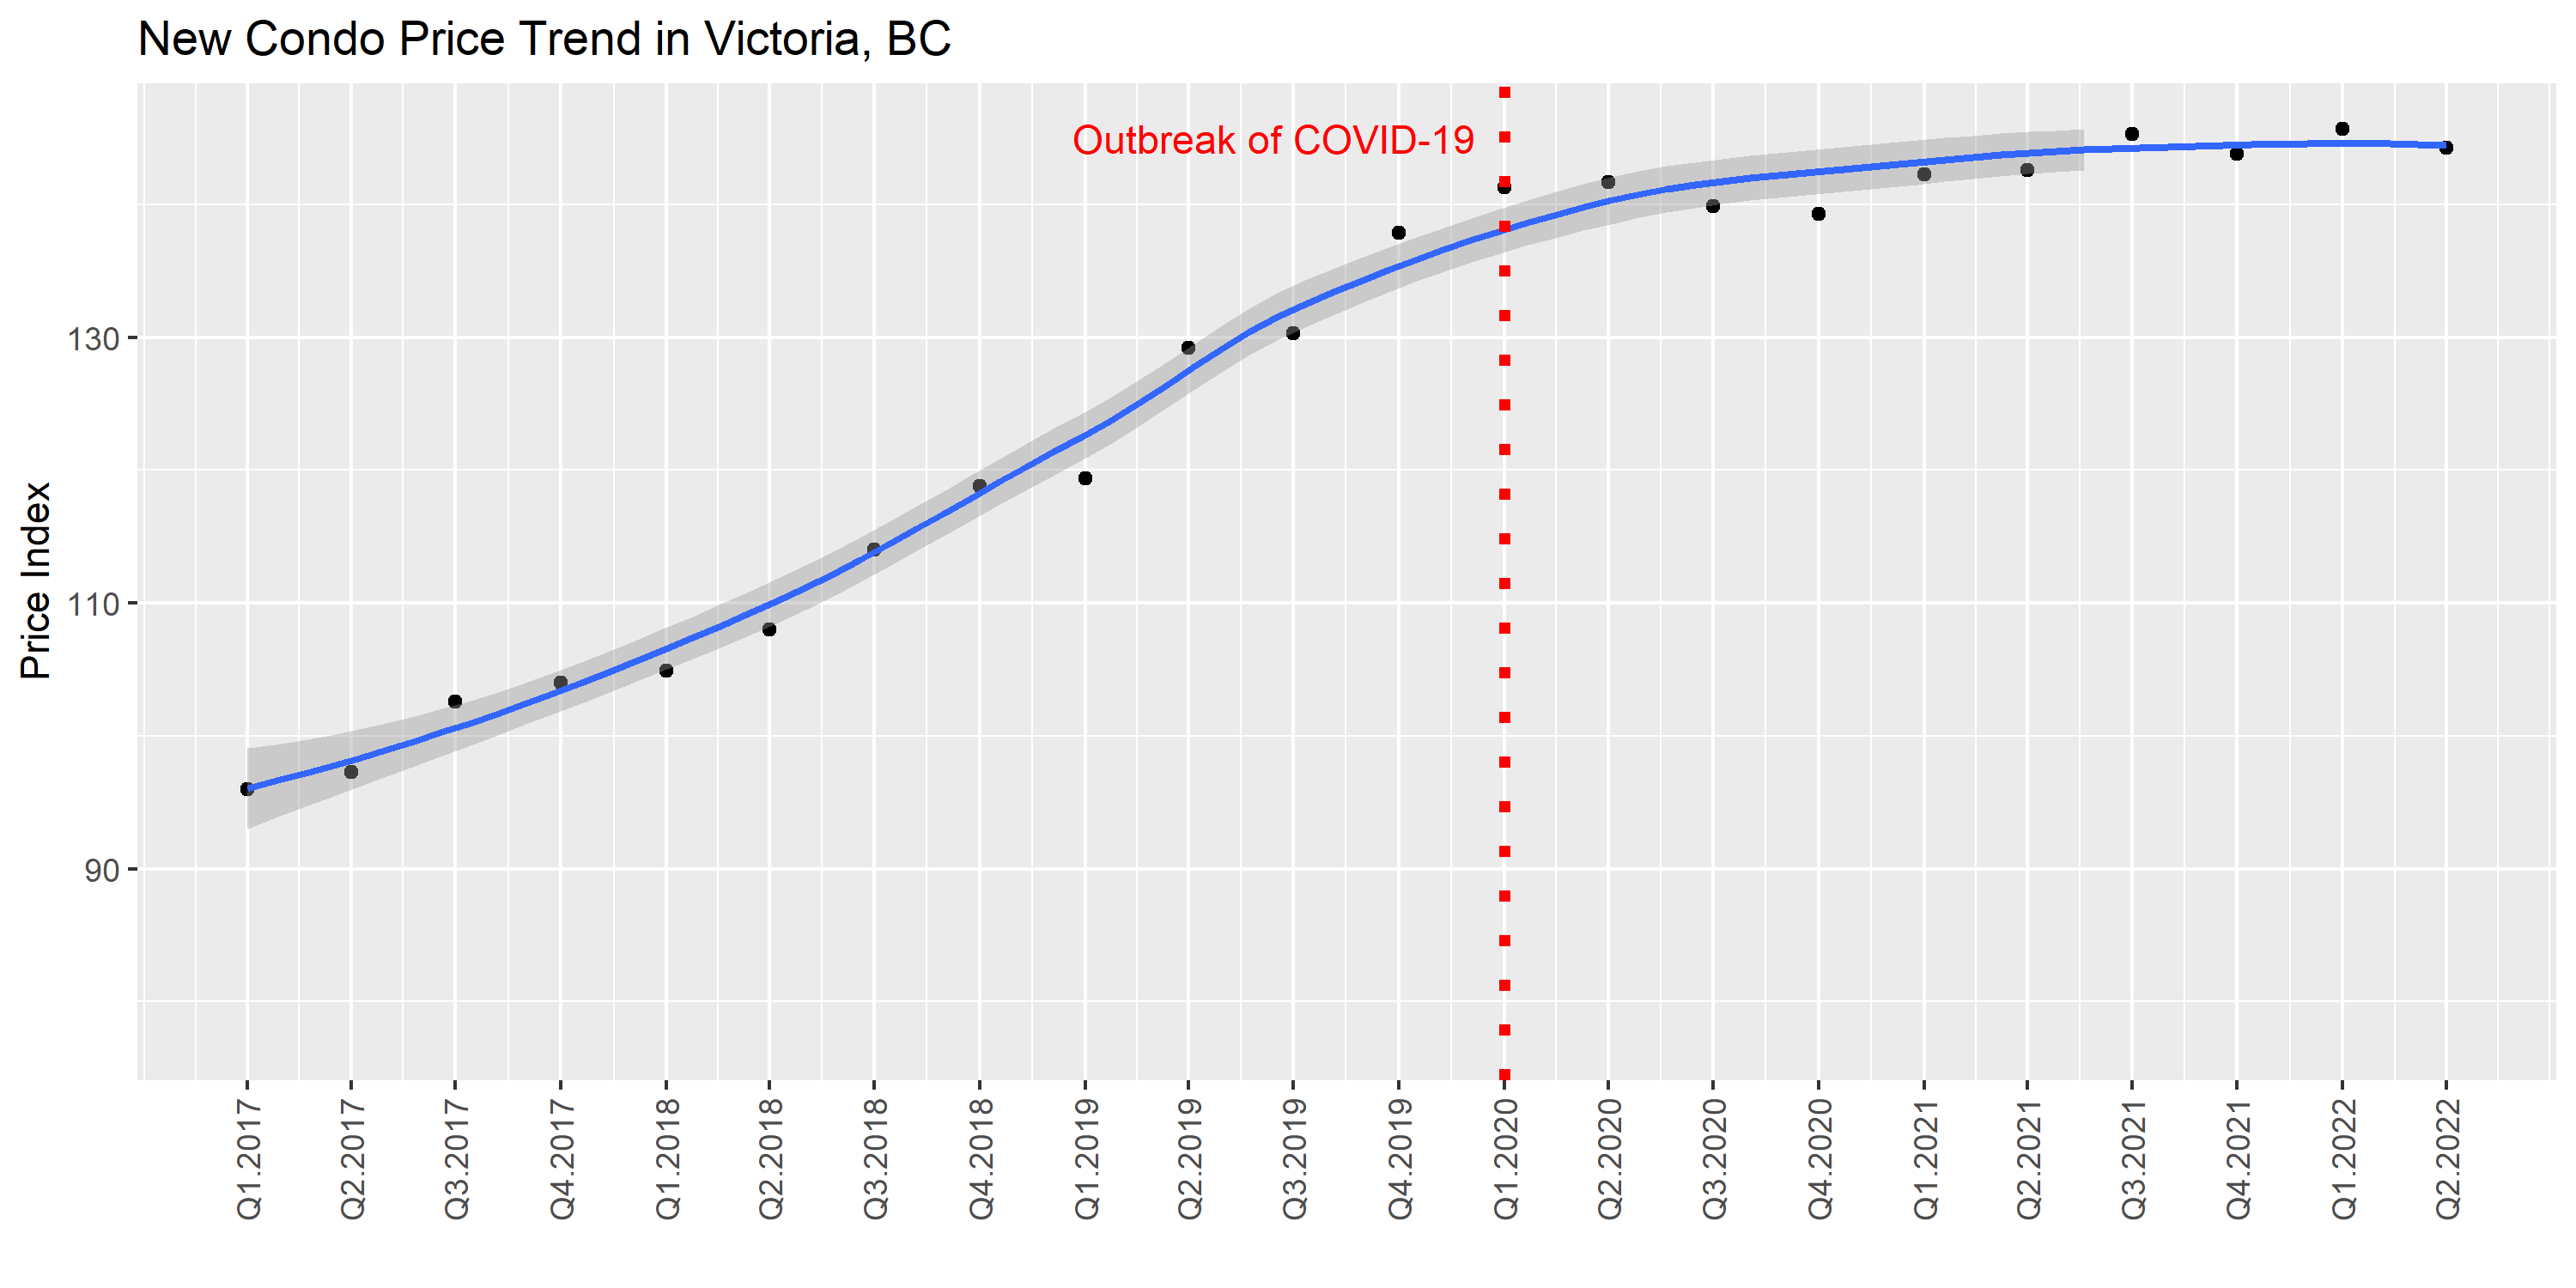 New Condo Price Trend in Victoria, BC
Outbreak of COVID-19
Price Index
130
110
90
Q1.2017
Q2.2017
Q3.2017
Q4.2017
Q1.2018
Q2.2018
Q3.2018
Q4.2018
Q1.2019
Q2.2019
Q3.2019
Q4.2019
Q1.2020
Q2.2020
Q3.2020
Q4.2020
Q1.2021
Q2.2021
Q3.2021
Q4.2021
Q1.2022
Q2.2022